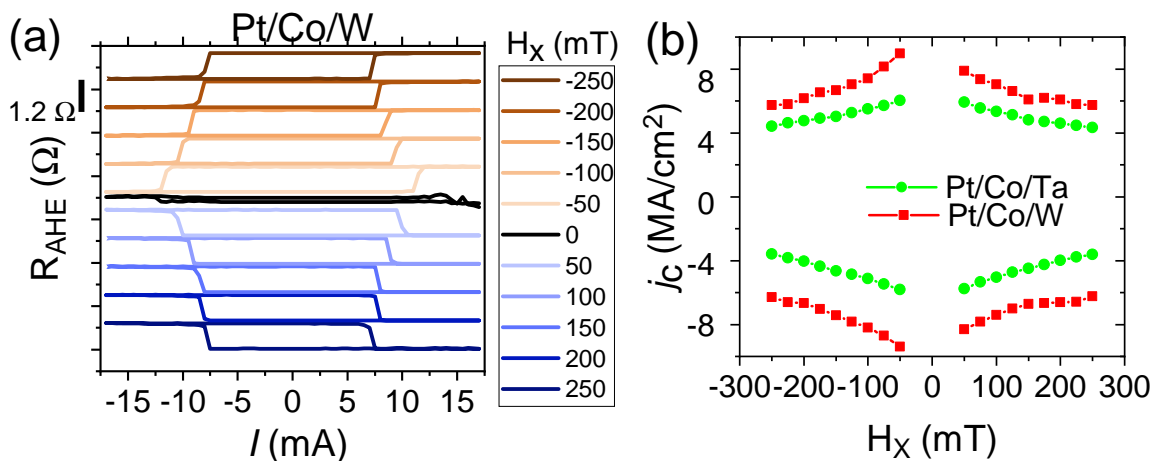 (a)
Pt/Co/W
1.2 Ω
R_AHE (Ω)
-15 -10 -5 0 5 10 15
I (mA)
H_X (mT)
-250
-200
-150
-100
-50
0
50
100
150
200
250
(b)
8
4
0
-4
-8
j_C (MA/cm²)
Pt/Co/Ta
Pt/Co/W
-300 -200 -100 0 100 200 300
H_X (mT)